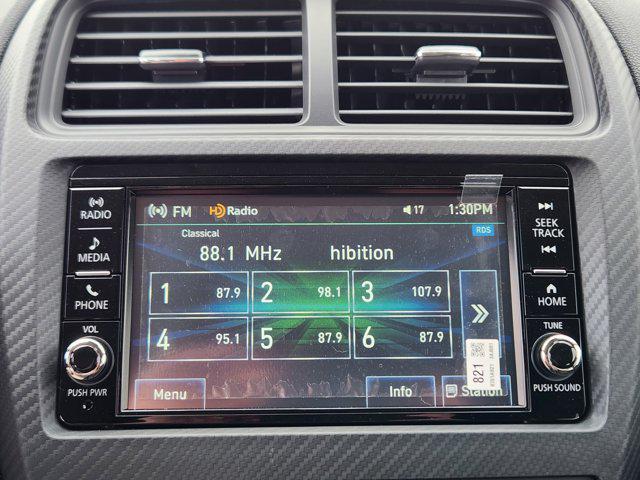 RADIO
MEDIA
PHONE
VOL
PUSH PWR
FM HD Radio 17 1:30PM
RDS
Classical
88.1 MHz hibition
1 87.9 2 98.1 3 107.9
4 95.1 5 87.9 6 87.9
Menu Info Station
821
SEEK
TRACK
HOME
TUNE
PUSH SOUND